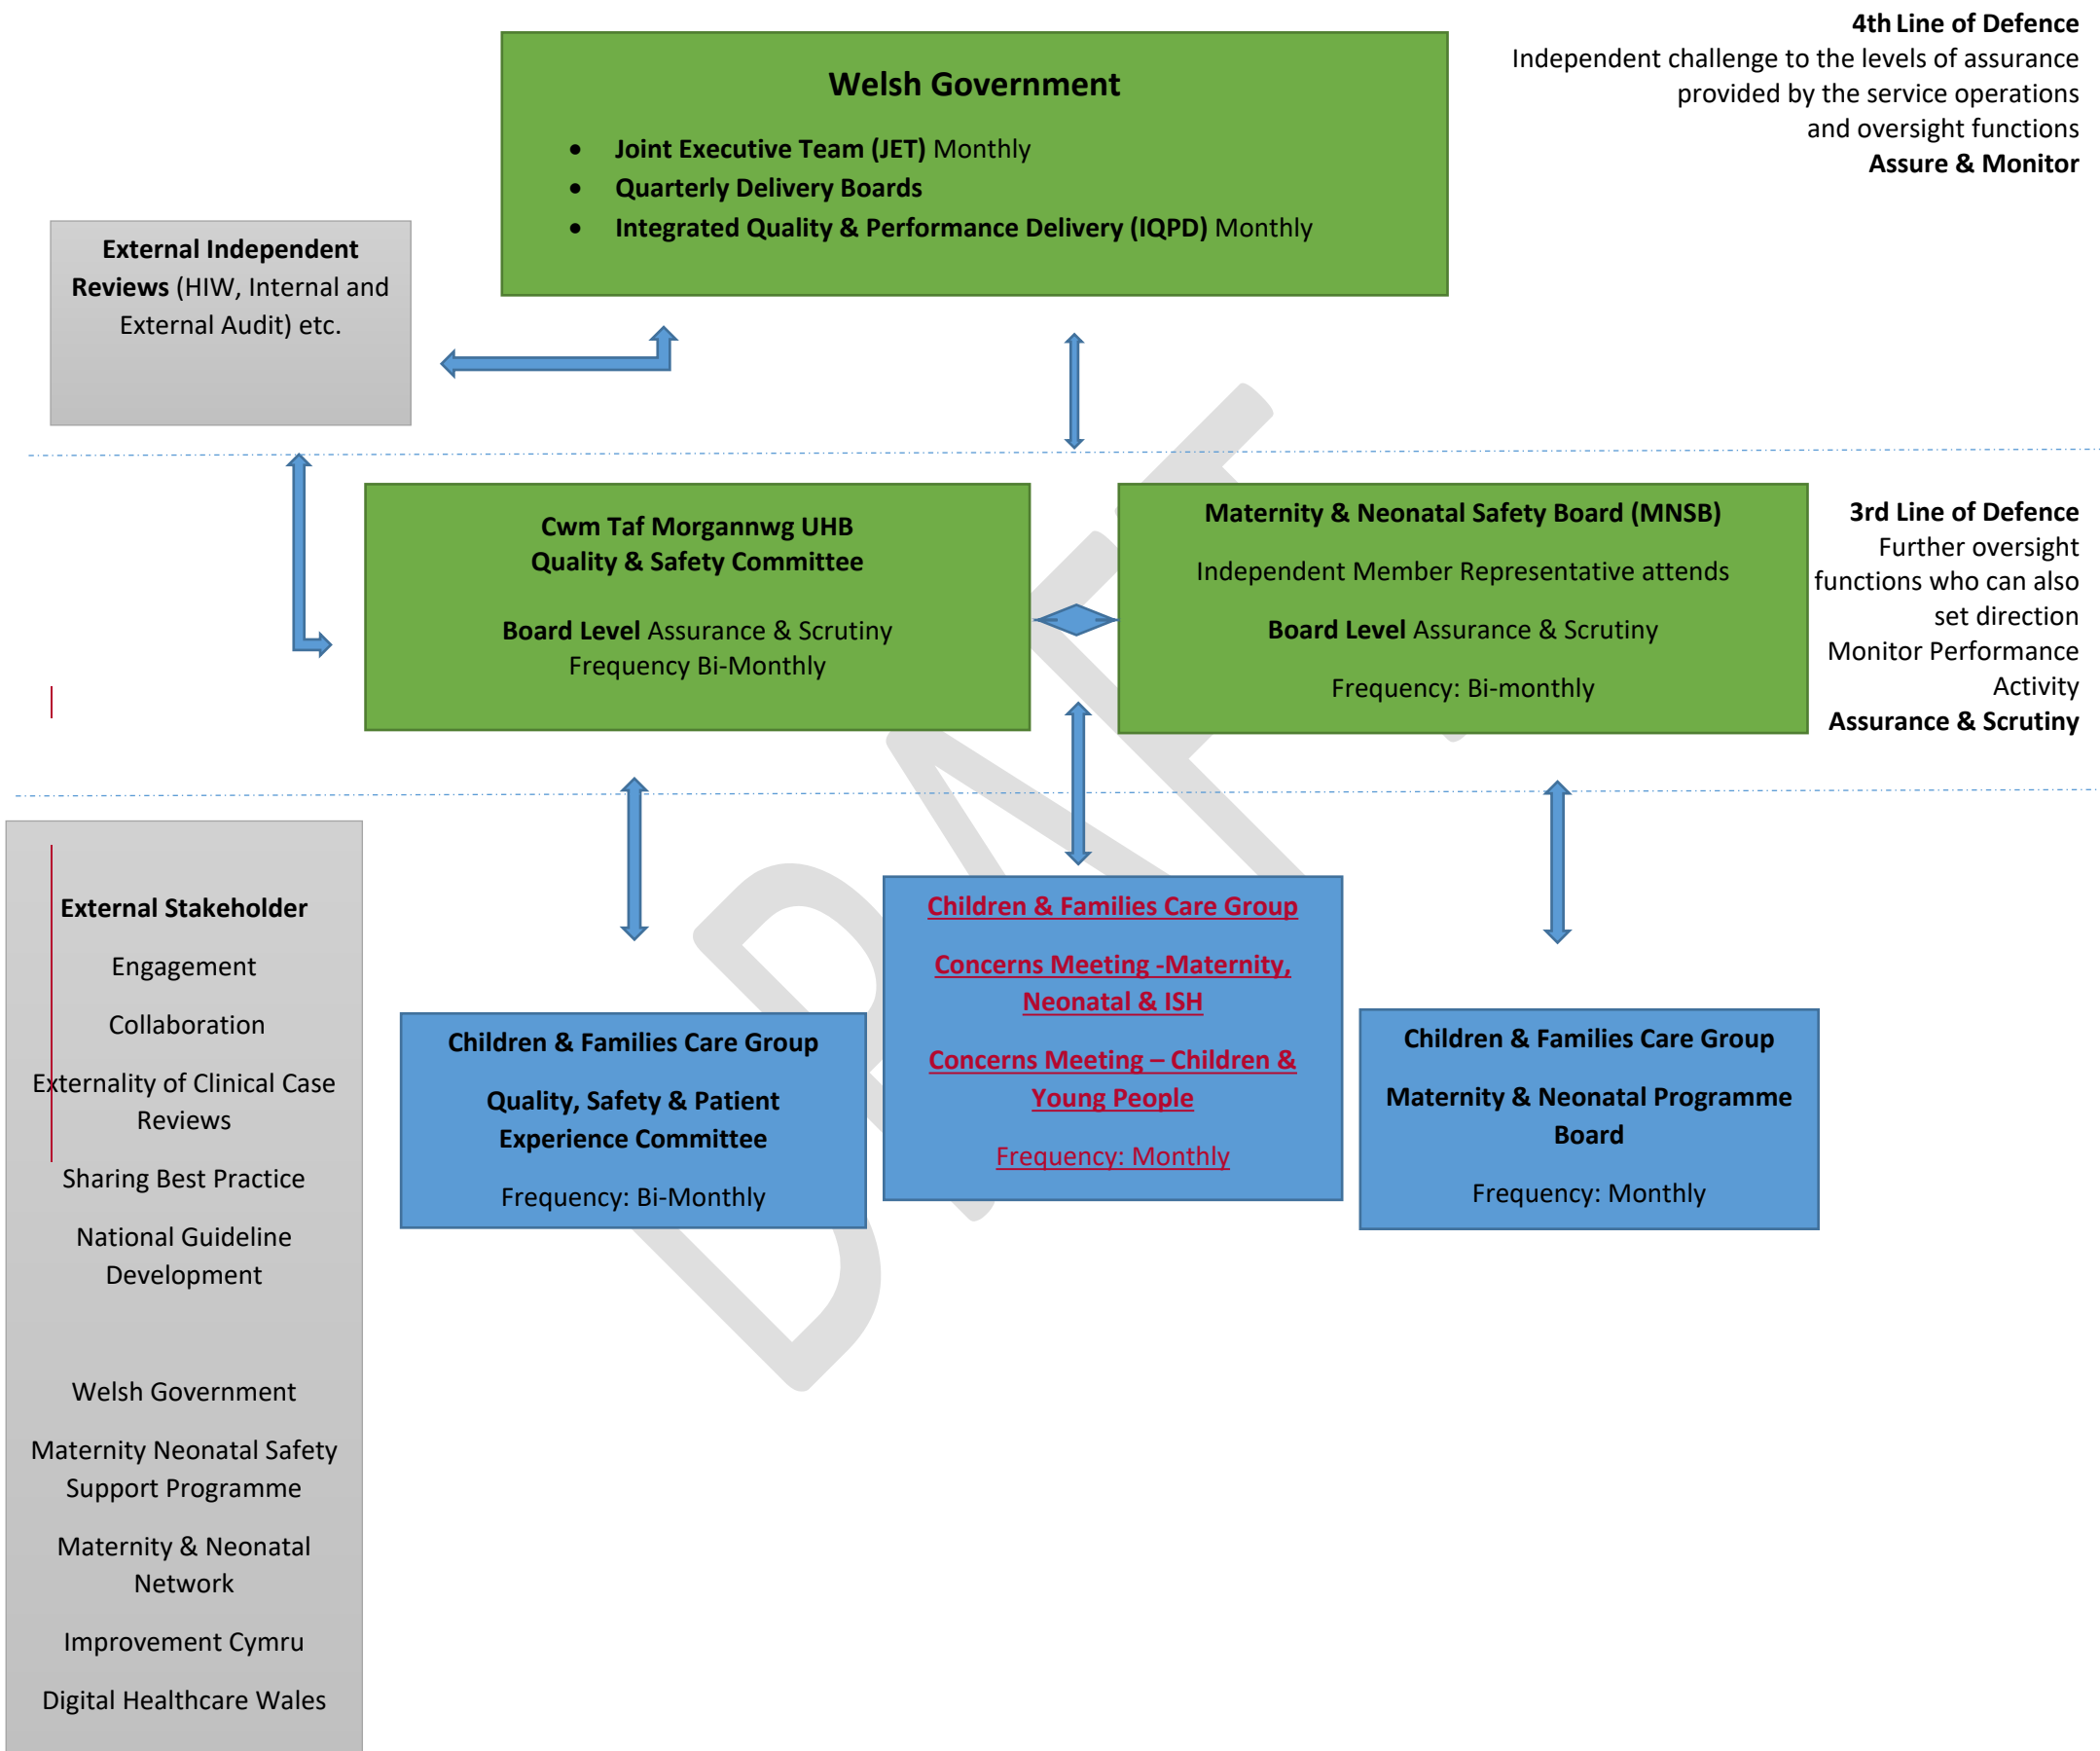 4th Line of Defence
Independent challenge to the levels of assurance
provided by the service operations
and oversight functions
Assure & Monitor
Welsh Government
• Joint Executive Team (JET) Monthly
• Quarterly Delivery Boards
• Integrated Quality & Performance Delivery (IQPD) Monthly
External Independent
Reviews (HIW, Internal and
External Audit) etc.
Cwm Taf Morgannwg UHB
Quality & Safety Committee
Board Level Assurance & Scrutiny
Frequency Bi-Monthly
Maternity & Neonatal Safety Board (MNSB)
Independent Member Representative attends
Board Level Assurance & Scrutiny
Frequency: Bi-monthly
3rd Line of Defence
Further oversight
functions who can also
set direction
Monitor Performance
Activity
Assurance & Scrutiny
External Stakeholder
Engagement
Collaboration
Externality of Clinical Case
Reviews
Sharing Best Practice
National Guideline
Development
Welsh Government
Maternity Neonatal Safety
Support Programme
Maternity & Neonatal
Network
Improvement Cymru
Digital Healthcare Wales
Children & Families Care Group
Quality, Safety & Patient
Experience Committee
Frequency: Bi-Monthly
Children & Families Care Group
Concerns Meeting -Maternity,
Neonatal & ISH
Concerns Meeting – Children &
Young People
Frequency: Monthly
Children & Families Care Group
Maternity & Neonatal Programme
Board
Frequency: Monthly
DRAFT